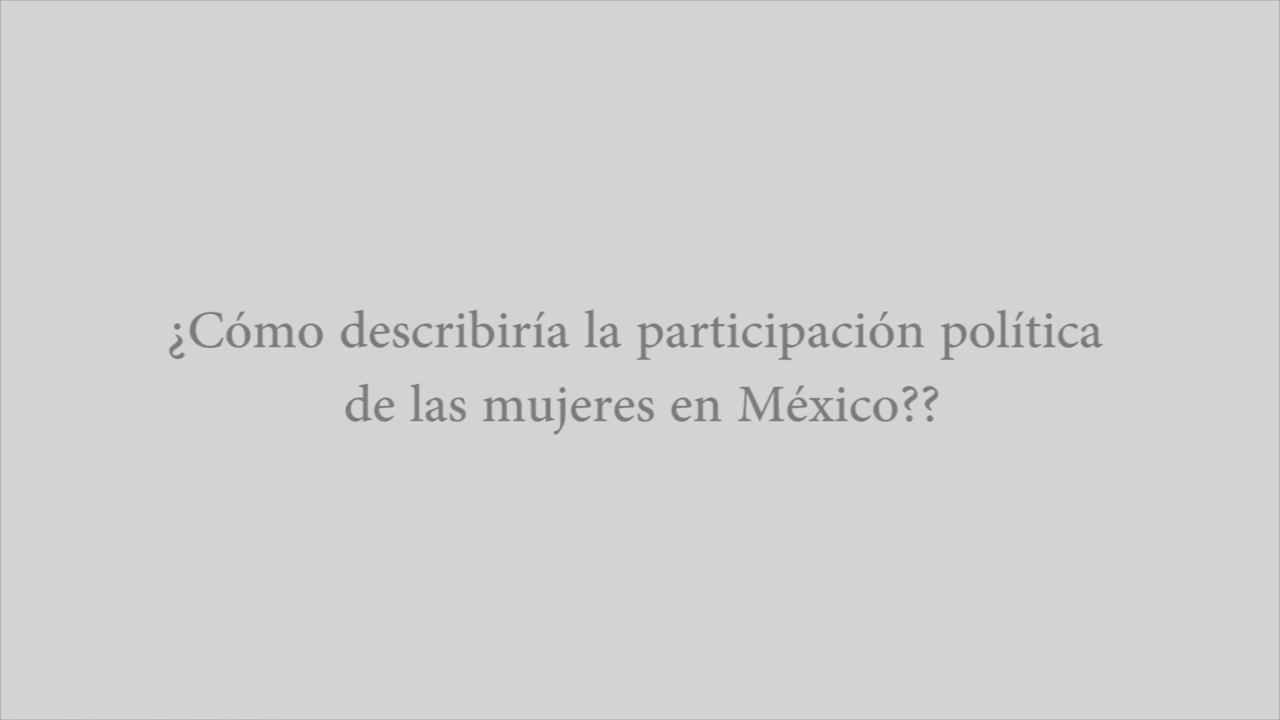 ¿Cómo describiría la participación política
de las mujeres en México??